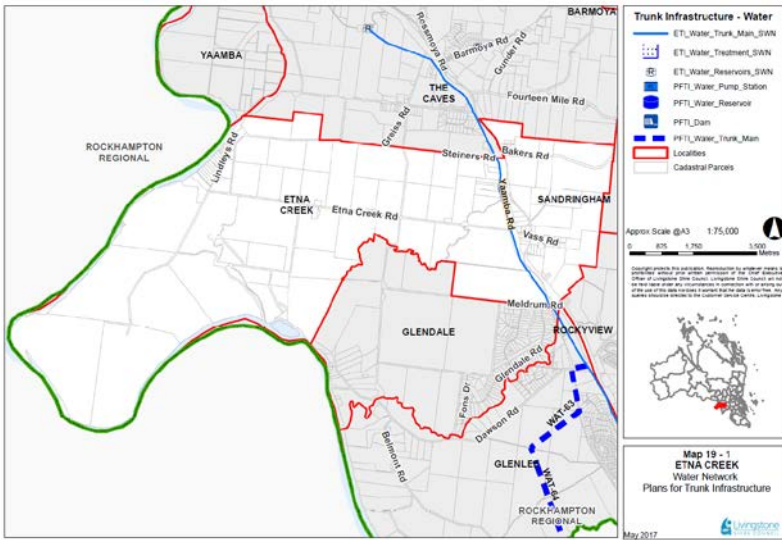 BARMOYA
YAAMBA
Rossmoya Rd
Barmoya Rd
Gunder Rd
THE
CAVES
Fourteen Mile Rd
Greiss Rd
ROCKHAMPTON
REGIONAL
Lindleys Rd
Steiners Rd
Bakers Rd
Yaamba Rd
ETNA
CREEK
SANDRINGHAM
Etna Creek Rd
Vass Rd
Meldrum Rd
GLENDALE
ROCKYVIEW
Glendale Rd
Fons Dr
Dawson Rd
WAT-63
Belmont Rd
GLENLEE
WAT-64
ROCKHAMPTON
REGIONAL
Trunk Infrastructure - Water
ETI_Water_Trunk_Main_SWN
ETI_Water_Treatment_SWN
R
ETI_Water_Reservoirs_SWN
PFTI_Water_Pump_Station
PFTI_Water_Reservoir
PFTI_Dam
PFTI_Water_Trunk_Main
Localities
Cadastral Parcels
Approx Scale @A3 1:75,000
0 875 1,750 3,500
Metres
Map 19 - 1
ETNA CREEK
Water Network
Plans for Trunk Infrastructure
May 2017
Livingstone
SHIRE COUNCIL